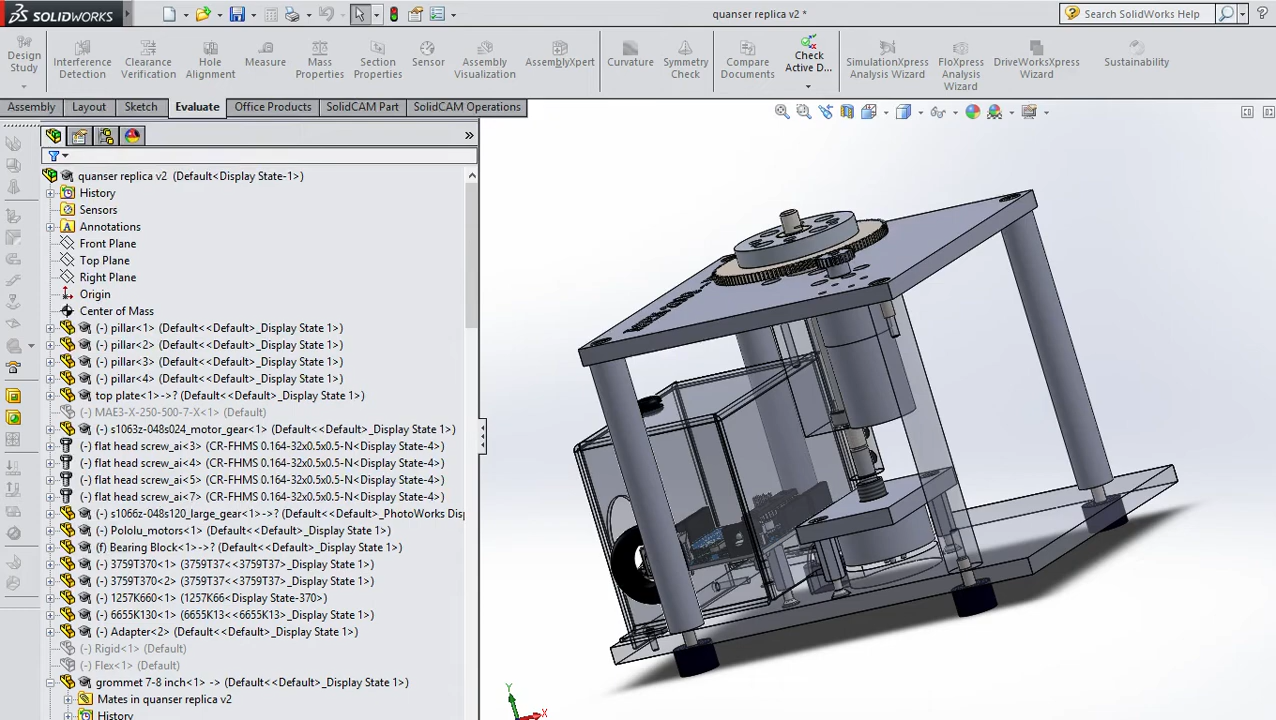 SOLIDWORKS
quanser replica v2 *
Search SolidWorks Help
Design Study
Interference Detection
Clearance Verification
Hole Alignment
Measure
Mass Properties
Section Properties
Sensor
Assembly Visualization
AssemblyXpert
Curvature
Symmetry Check
Compare Documents
Check Active D...
SimulationXpress Analysis Wizard
FloXpress Analysis Wizard
DriveWorksXpress Wizard
Sustainability
Assembly
Layout
Sketch
Evaluate
Office Products
SolidCAM Part
SolidCAM Operations
quanser replica v2 (Default<Display State-1>)
History
Sensors
Annotations
Front Plane
Top Plane
Right Plane
Origin
Center of Mass
(-) pillar<1> (Default<<Default>_Display State 1>)
(-) pillar<2> (Default<<Default>_Display State 1>)
(-) pillar<3> (Default<<Default>_Display State 1>)
(-) pillar<4> (Default<<Default>_Display State 1>)
top plate<1>->? (Default<<Default>_Display State 1>)
(-) MAE3-X-250-500-7-X<1> (Default)
(-) s1063z-048s024_motor_gear<1> (Default<<Default>_Display State 1>)
(-) flat head screw_ai<3> (CR-FHMS 0.164-32x0.5x0.5-N<Display State-4>)
(-) flat head screw_ai<4> (CR-FHMS 0.164-32x0.5x0.5-N<Display State-4>)
(-) flat head screw_ai<5> (CR-FHMS 0.164-32x0.5x0.5-N<Display State-4>)
(-) flat head screw_ai<7> (CR-FHMS 0.164-32x0.5x0.5-N<Display State-4>)
(-) s1066z-048s120_large_gear<1>->? (Default<<Default>_PhotoWorks Dis
(-) Pololu_motors<1> (Default<<Default>_Display State 1>)
(f) Bearing Block<1>->? (Default<<Default>_Display State 1>)
(-) 3759T37<1> (3759T37<<3759T37>_Display State 1>)
(-) 3759T37<2> (3759T37<<3759T37>_Display State 1>)
(-) 1257K660<1> (1257K66<Display State-370>)
(-) 6655K130<1> (6655K13<<6655K13>_Display State 1>)
(-) Adapter<2> (Default<<Default>_Display State 1>)
(-) Rigid<1> (Default)
(-) Flex<1> (Default)
grommet 7-8 inch<1> -> (Default<<Default>_Display State 1>)
Mates in quanser replica v2
History
Y
X